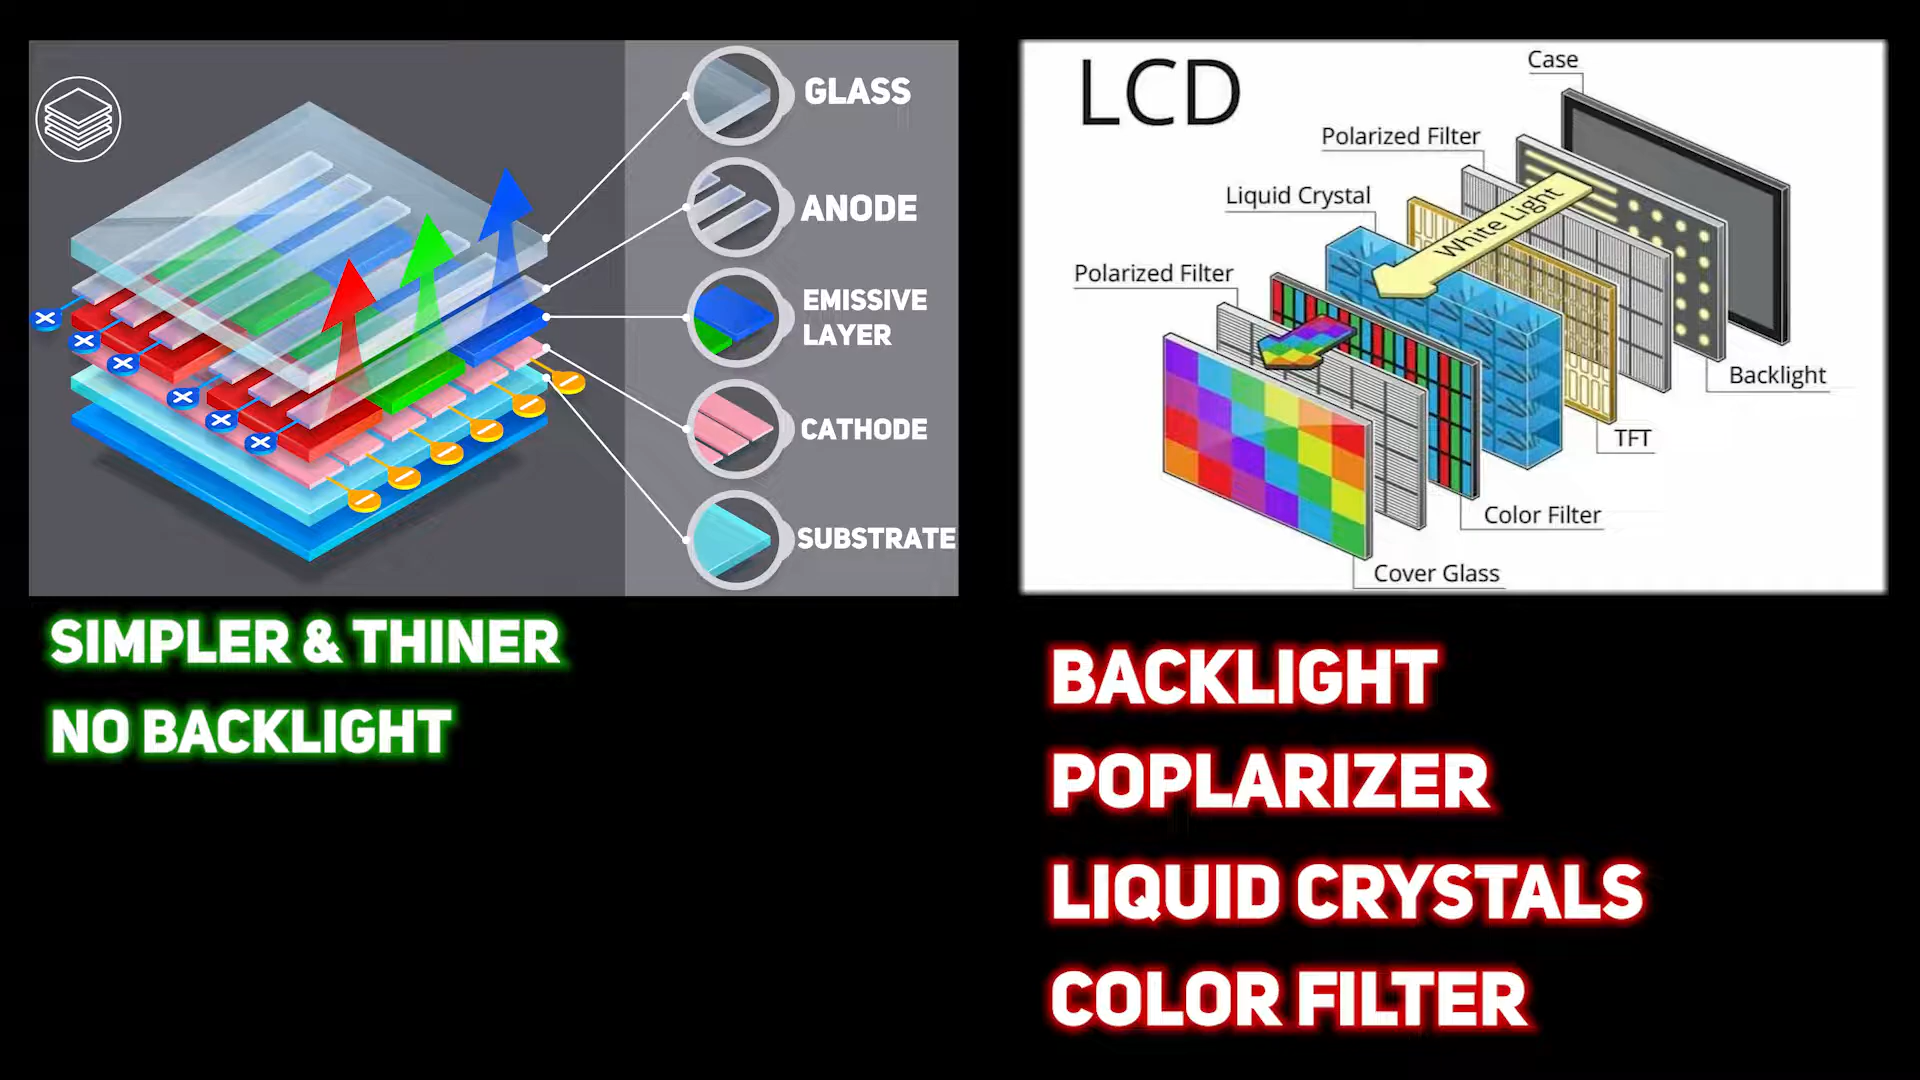 GLASS
ANODE
EMISSIVE
LAYER
CATHODE
SUBSTRATE
SIMPLER & THINER
NO BACKLIGHT
LCD
Case
Polarized Filter
Liquid Crystal
White Light
Polarized Filter
Backlight
TFT
Color Filter
Cover Glass
BACKLIGHT
POPLARIZER
LIQUID CRYSTALS
COLOR FILTER